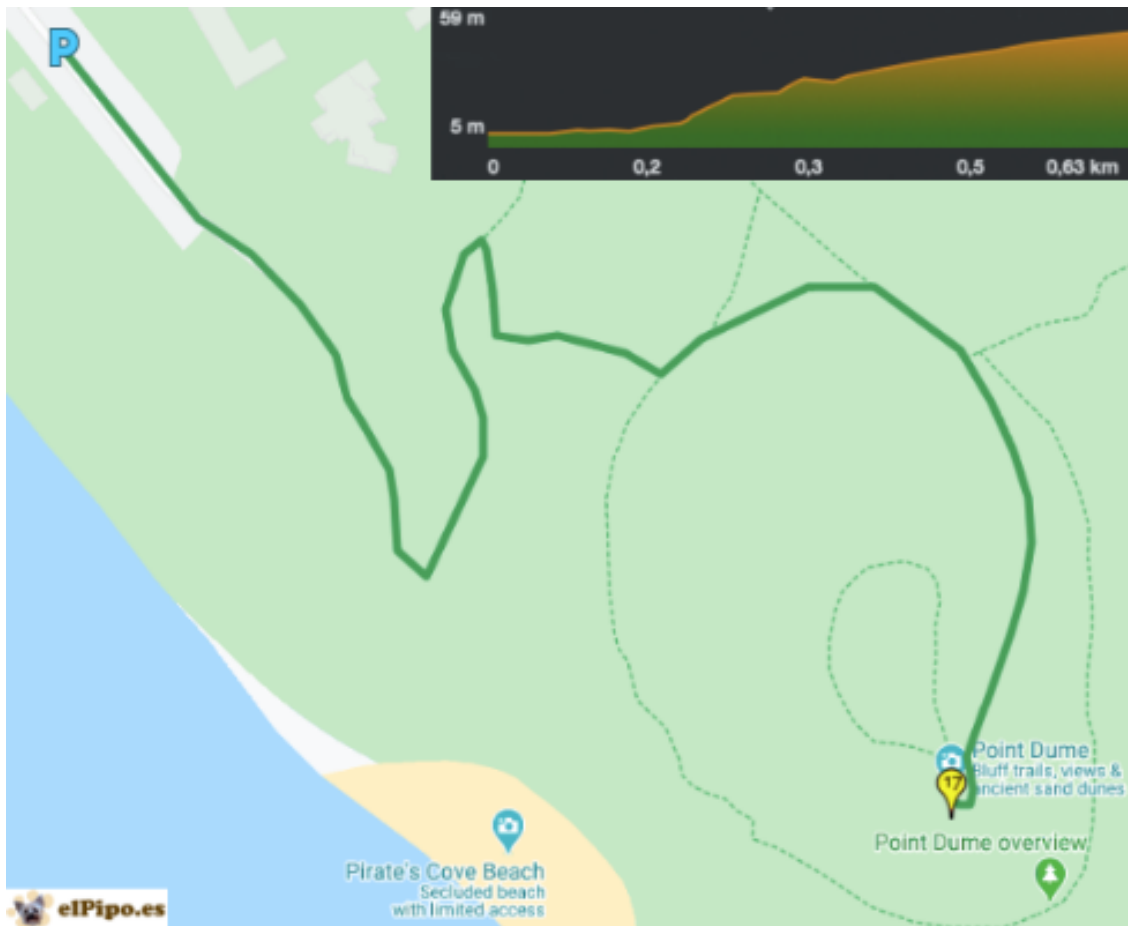 P
59 m
5 m
0 0,2 0,3 0,5 0,63 km
17
Point Dume
Bluff trails, views &
ancient sand dunes
Point Dume overview
Pirate's Cove Beach
Secluded beach
with limited access
elPipo.es